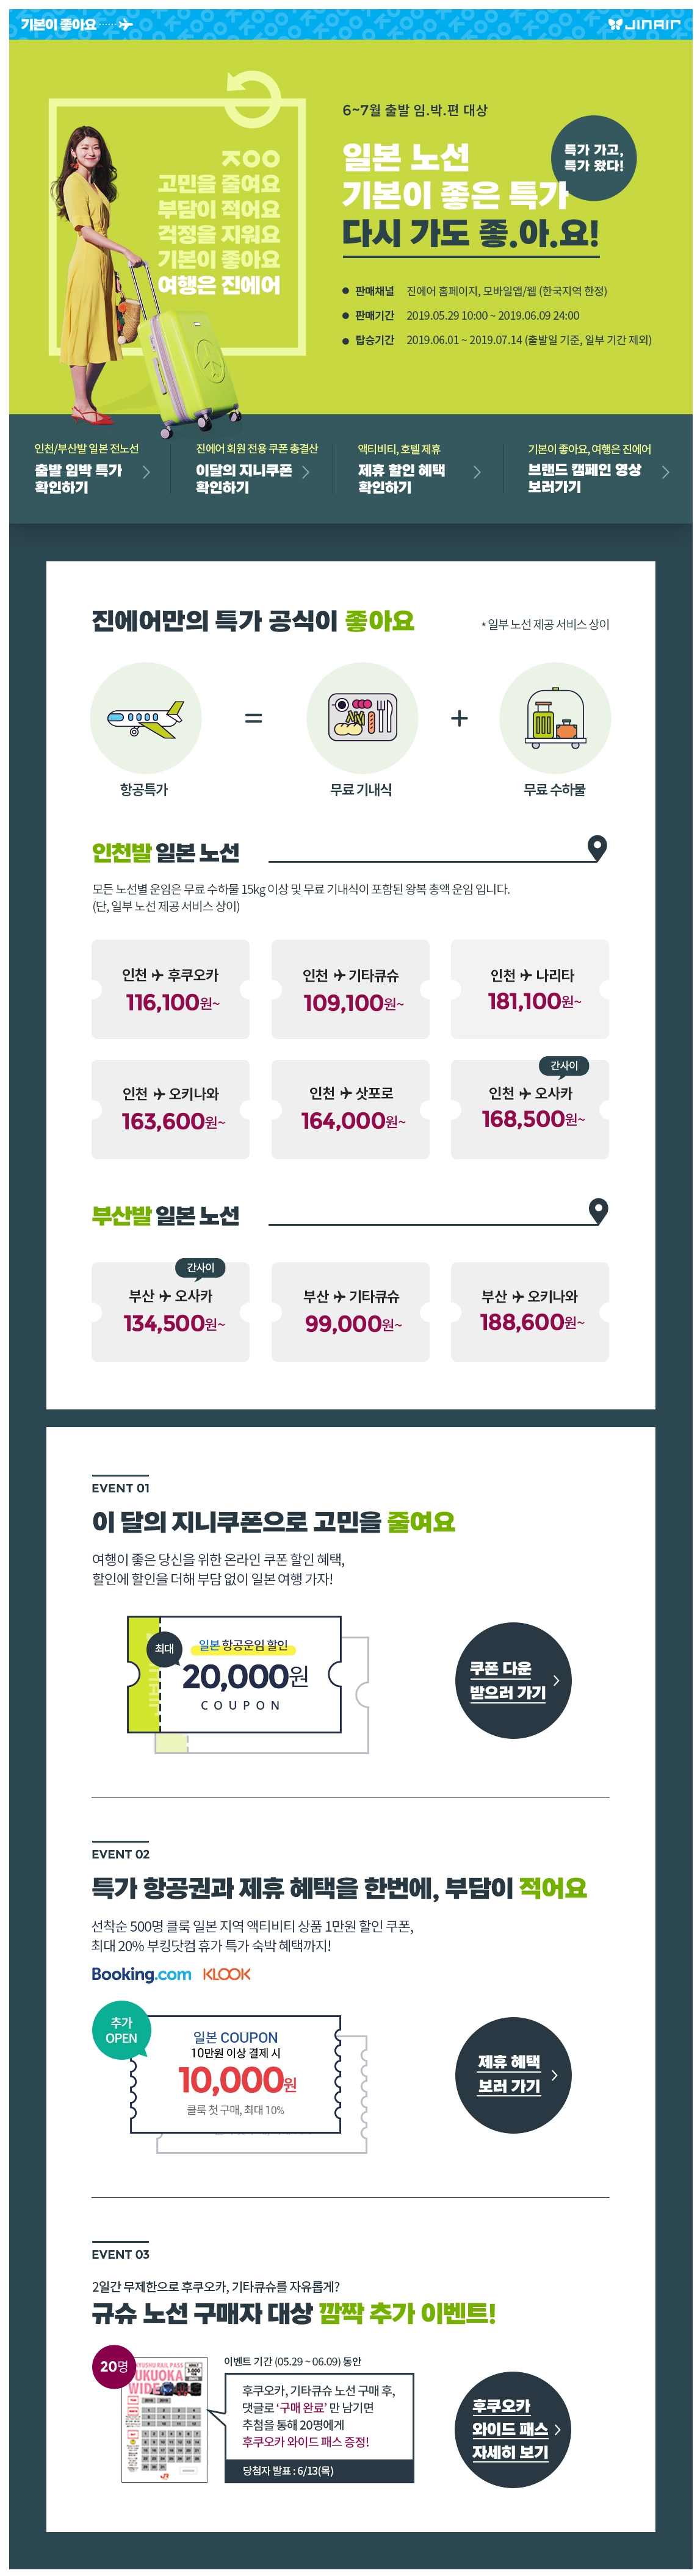 기본이 좋아요
JINAIR
6~7월 출발 임.박.편 대상
특가 가고,
특가 왔다!
일본 노선
기본이 좋은 특가
다시 가도 좋.아.요!
고민을 줄여요
부담이 적어요
걱정을 지워요
기본이 좋아요
여행은 진에어
판매채널 진에어 홈페이지, 모바일앱/웹 (한국지역 한정)
판매기간 2019.05.29 10:00 ~ 2019.06.09 24:00
탑승기간 2019.06.01 ~ 2019.07.14 (출발일 기준, 일부 기간 제외)
인천/부산발 일본 전노선
출발 임박 특가
확인하기
진에어 회원 전용 쿠폰 총결산
이달의 지니쿠폰
확인하기
액티비티, 호텔 제휴
제휴 할인 혜택
확인하기
기본이 좋아요, 여행은 진에어
브랜드 캠페인 영상
보러가기
진에어만의 특가 공식이 좋아요
* 일부 노선 제공 서비스 상이
=
+
항공특가
무료 기내식
무료 수하물
인천발 일본 노선
모든 노선별 운임은 무료 수하물 15kg 이상 및 무료 기내식이 포함된 왕복 총액 운임 입니다.
(단, 일부 노선 제공 서비스 상이)
인천 후쿠오카
116,100원~
인천 기타큐슈
109,100원~
인천 나리타
181,100원~
인천 오키나와
163,600원~
인천 삿포로
164,000원~
간사이
인천 오사카
168,500원~
부산발 일본 노선
간사이
부산 오사카
134,500원~
부산 기타큐슈
99,000원~
부산 오키나와
188,600원~
EVENT 01
이 달의 지니쿠폰으로 고민을 줄여요
여행이 좋은 당신을 위한 온라인 쿠폰 할인 혜택,
할인에 할인을 더해 부담 없이 일본 여행 가자!
최대
일본 항공운임 할인
20,000원
COUPON
쿠폰 다운
받으러 가기
EVENT 02
특가 항공권과 제휴 혜택을 한번에, 부담이 적어요
선착순 500명 클룩 일본 지역 액티비티 상품 1만원 할인 쿠폰,
최대 20% 부킹닷컴 휴가 특가 숙박 혜택까지!
Booking.com KLOOK
추가
OPEN
일본 COUPON
10만원 이상 결제 시
10,000원
클룩 첫 구매, 최대 10%
제휴 혜택
보러 가기
EVENT 03
2일간 무제한으로 후쿠오카, 기타큐슈를 자유롭게?
규슈 노선 구매자 대상 깜짝 추가 이벤트!
20명
이벤트 기간 (05.29 ~ 06.09) 동안
후쿠오카, 기타큐슈 노선 구매 후,
댓글로 '구매 완료' 만 남기면
추첨을 통해 20명에게
후쿠오카 와이드 패스 증정!
당첨자 발표 : 6/13(목)
후쿠오카
와이드 패스
자세히 보기